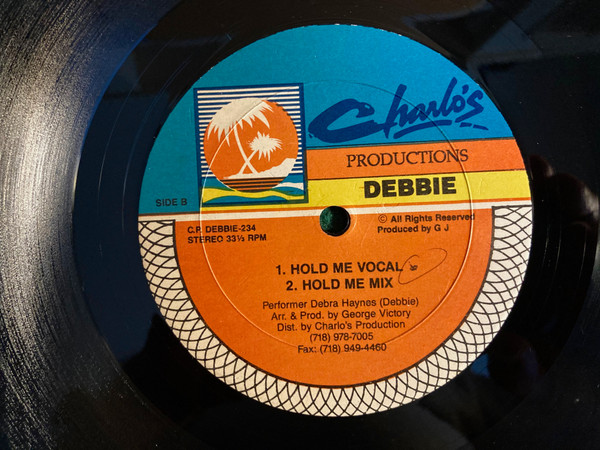 Charlo's
PRODUCTIONS
DEBBIE
SIDE B
C.P. DEBBIE-234
STEREO 33⅓ RPM
© All Rights Reserved
Produced by G J
1. HOLD ME VOCAL
2. HOLD ME MIX
Performer Debra Haynes (Debbie)
Arr. & Prod. by George Victory
Dist. by Charlo's Production
(718) 978-7005
Fax: (718) 949-4460